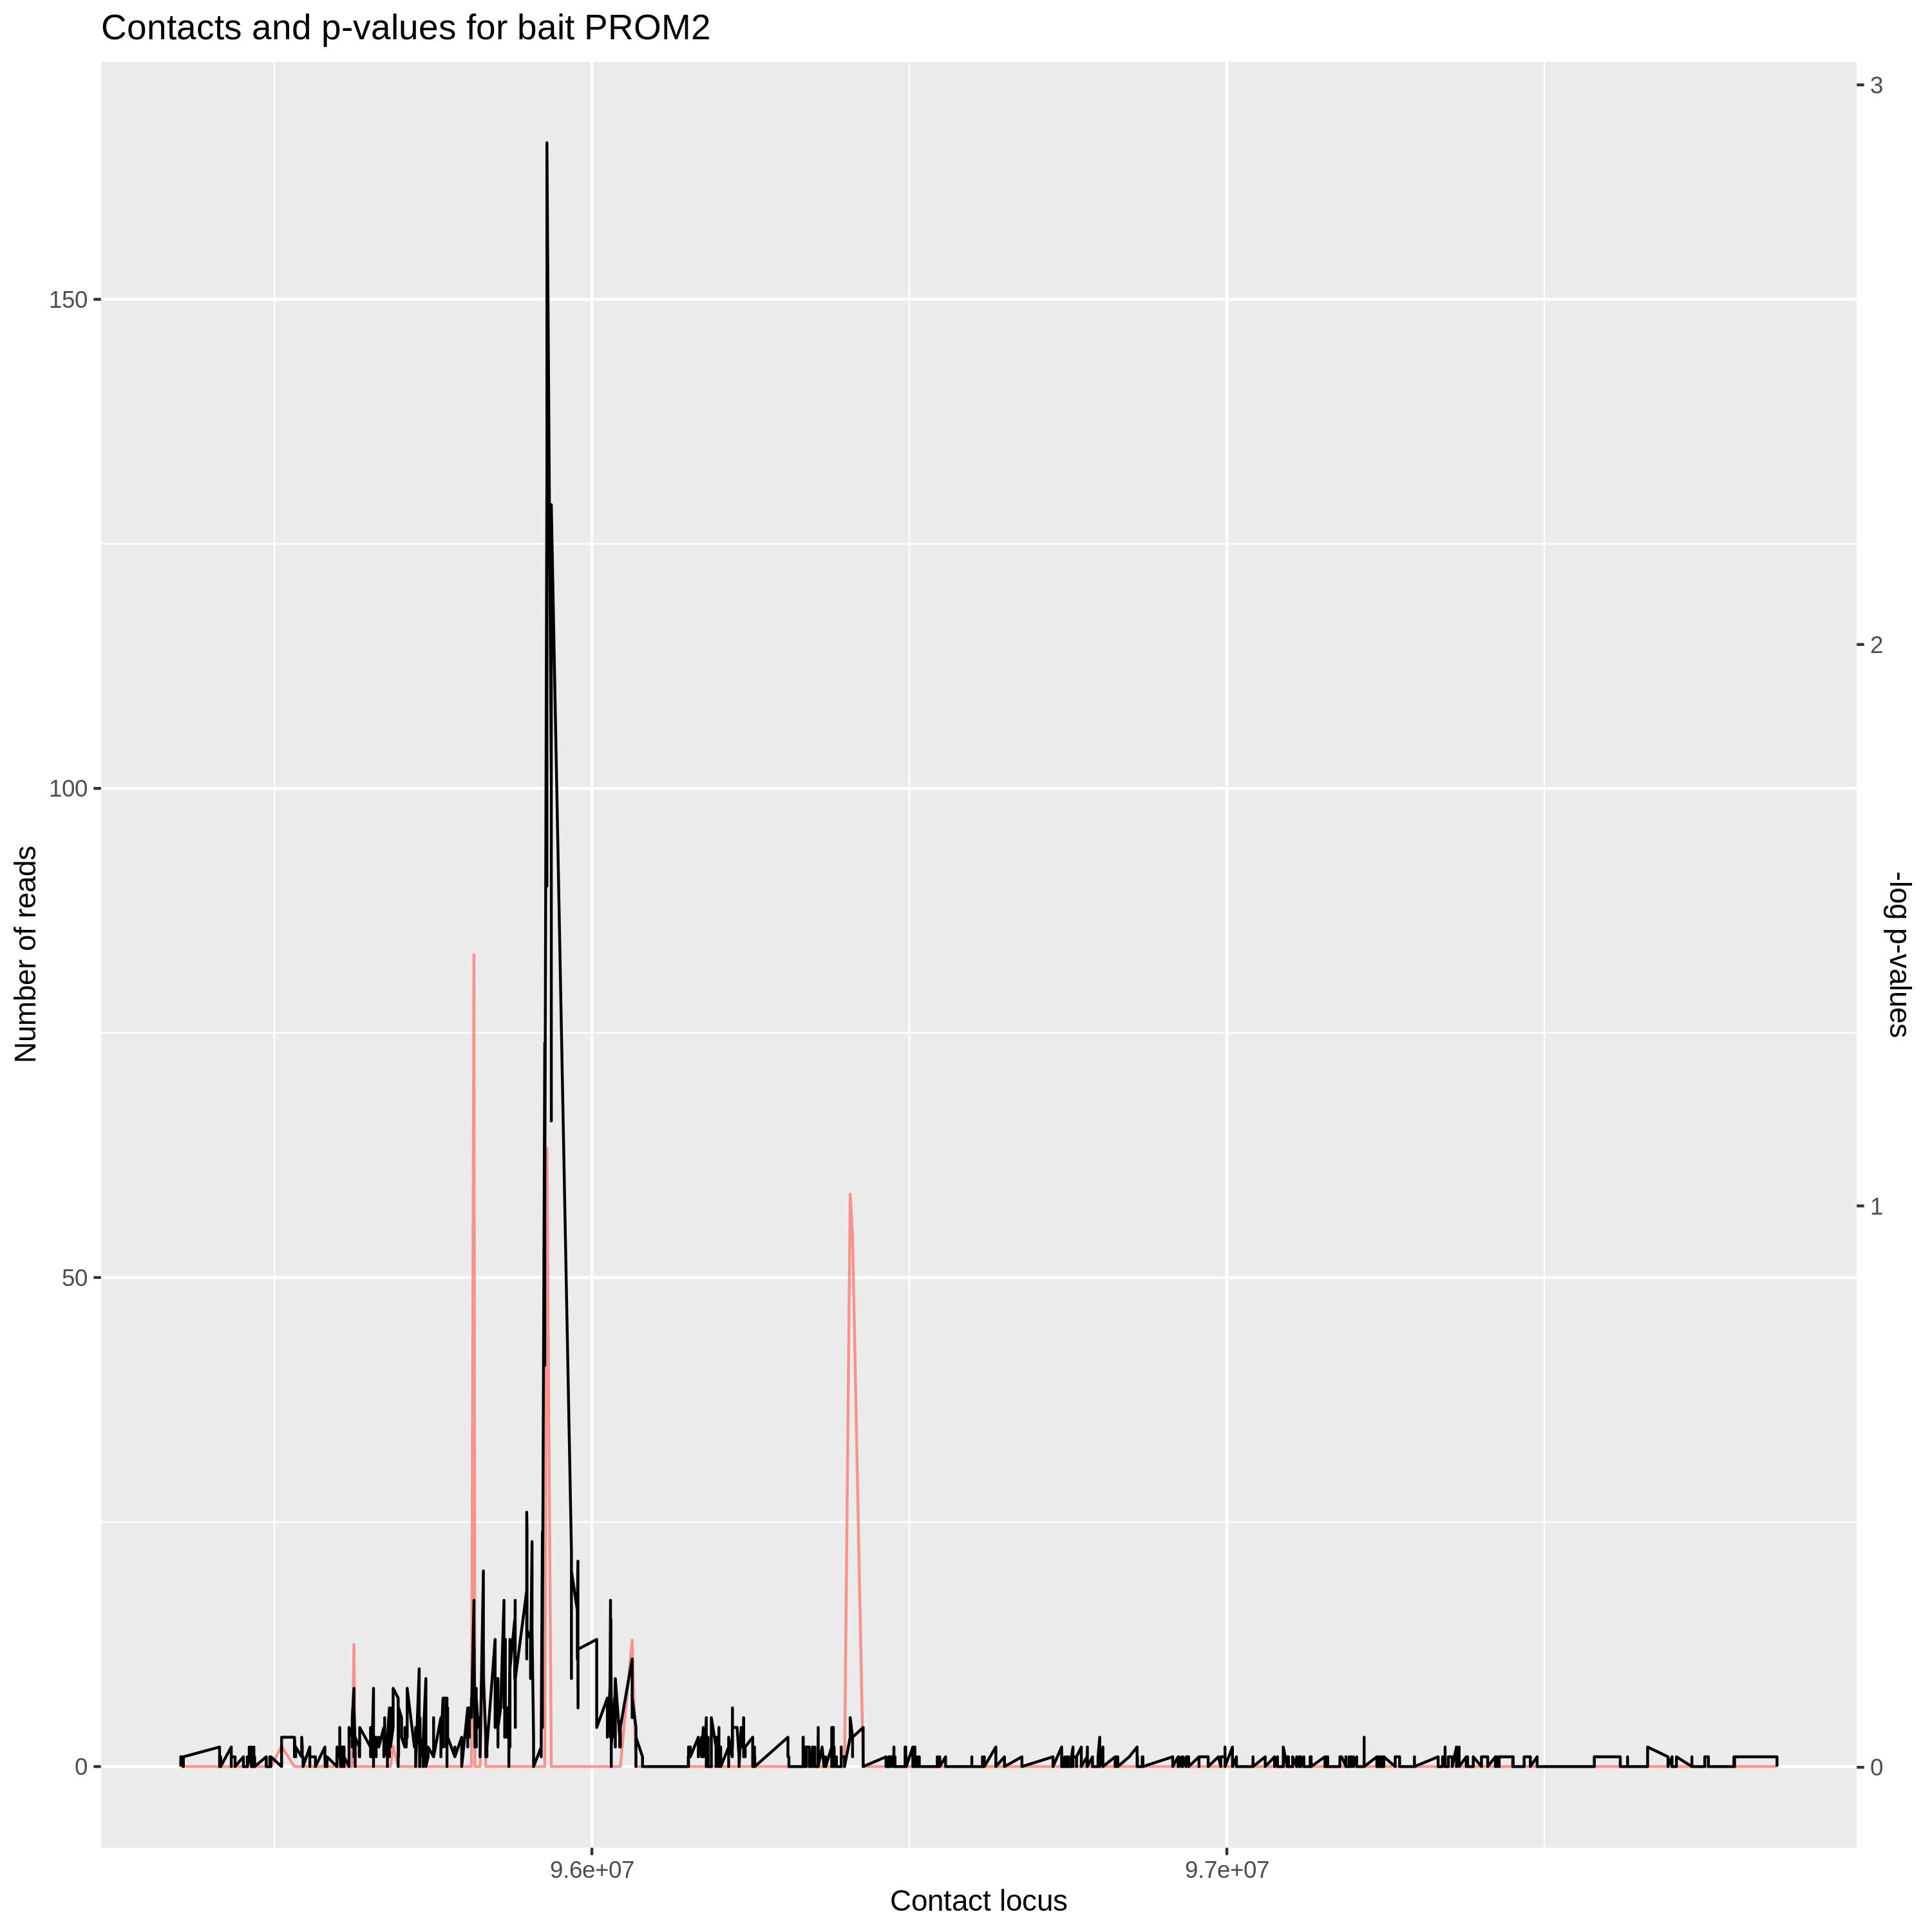 Contacts and p-values for bait PROM2
3
150
2
100
Number of reads
-log p-values
1
50
0
0
9.6e+07
9.7e+07
Contact locus